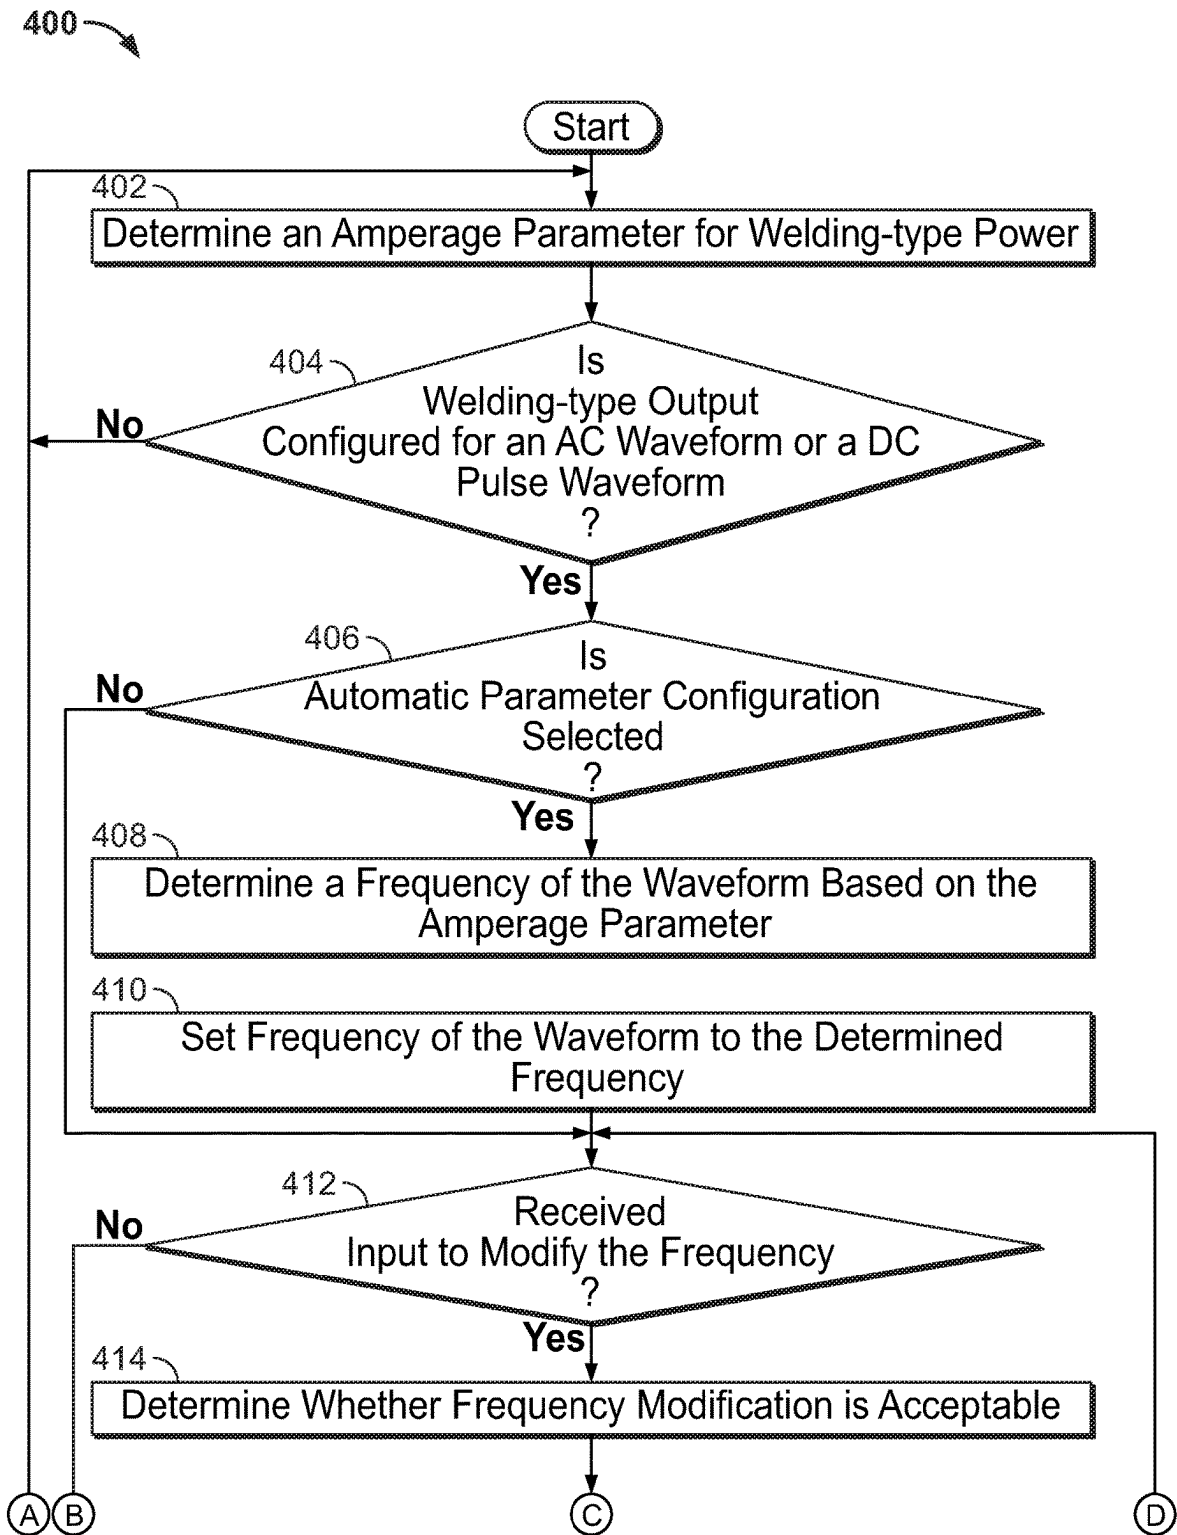 400
Start
402
Determine an Amperage Parameter for Welding-type Power
404
Is
Welding-type Output
Configured for an AC Waveform or a DC
Pulse Waveform
?
No
Yes
406
Is
Automatic Parameter Configuration
Selected
?
No
Yes
408
Determine a Frequency of the Waveform Based on the
Amperage Parameter
410
Set Frequency of the Waveform to the Determined
Frequency
412
Received
Input to Modify the Frequency
?
No
Yes
414
Determine Whether Frequency Modification is Acceptable
A
B
C
D